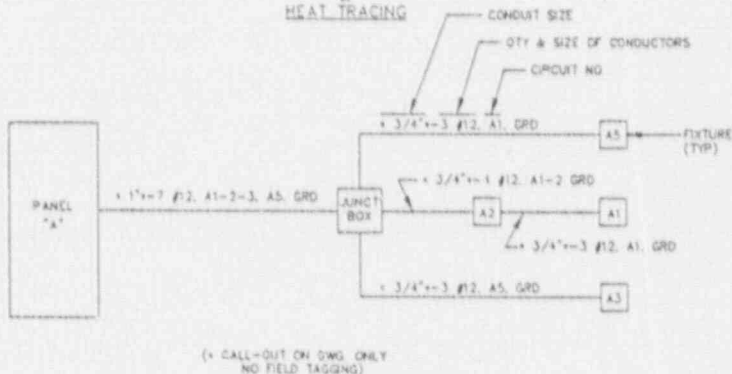 HEAT TRACING
CONDUIT SIZE
QTY & SIZE OF CONDUCTORS
CIRCUIT NO
* 3/4"*-3 #12, A1, GRD
A5
FIXTURE
(TYP)
PANEL
"A"
* 1"*-7 #12, A1-2-3, A5, GRD
JUNCT
BOX
* 3/4"*-4 #12, A1-2 GRD
A2
A1
* 3/4"*-3 #12, A1, GRD
* 3/4"*-3 #12, A5, GRD
A3
(* CALL-OUT ON DWG ONLY
NO FIELD TAGGING)